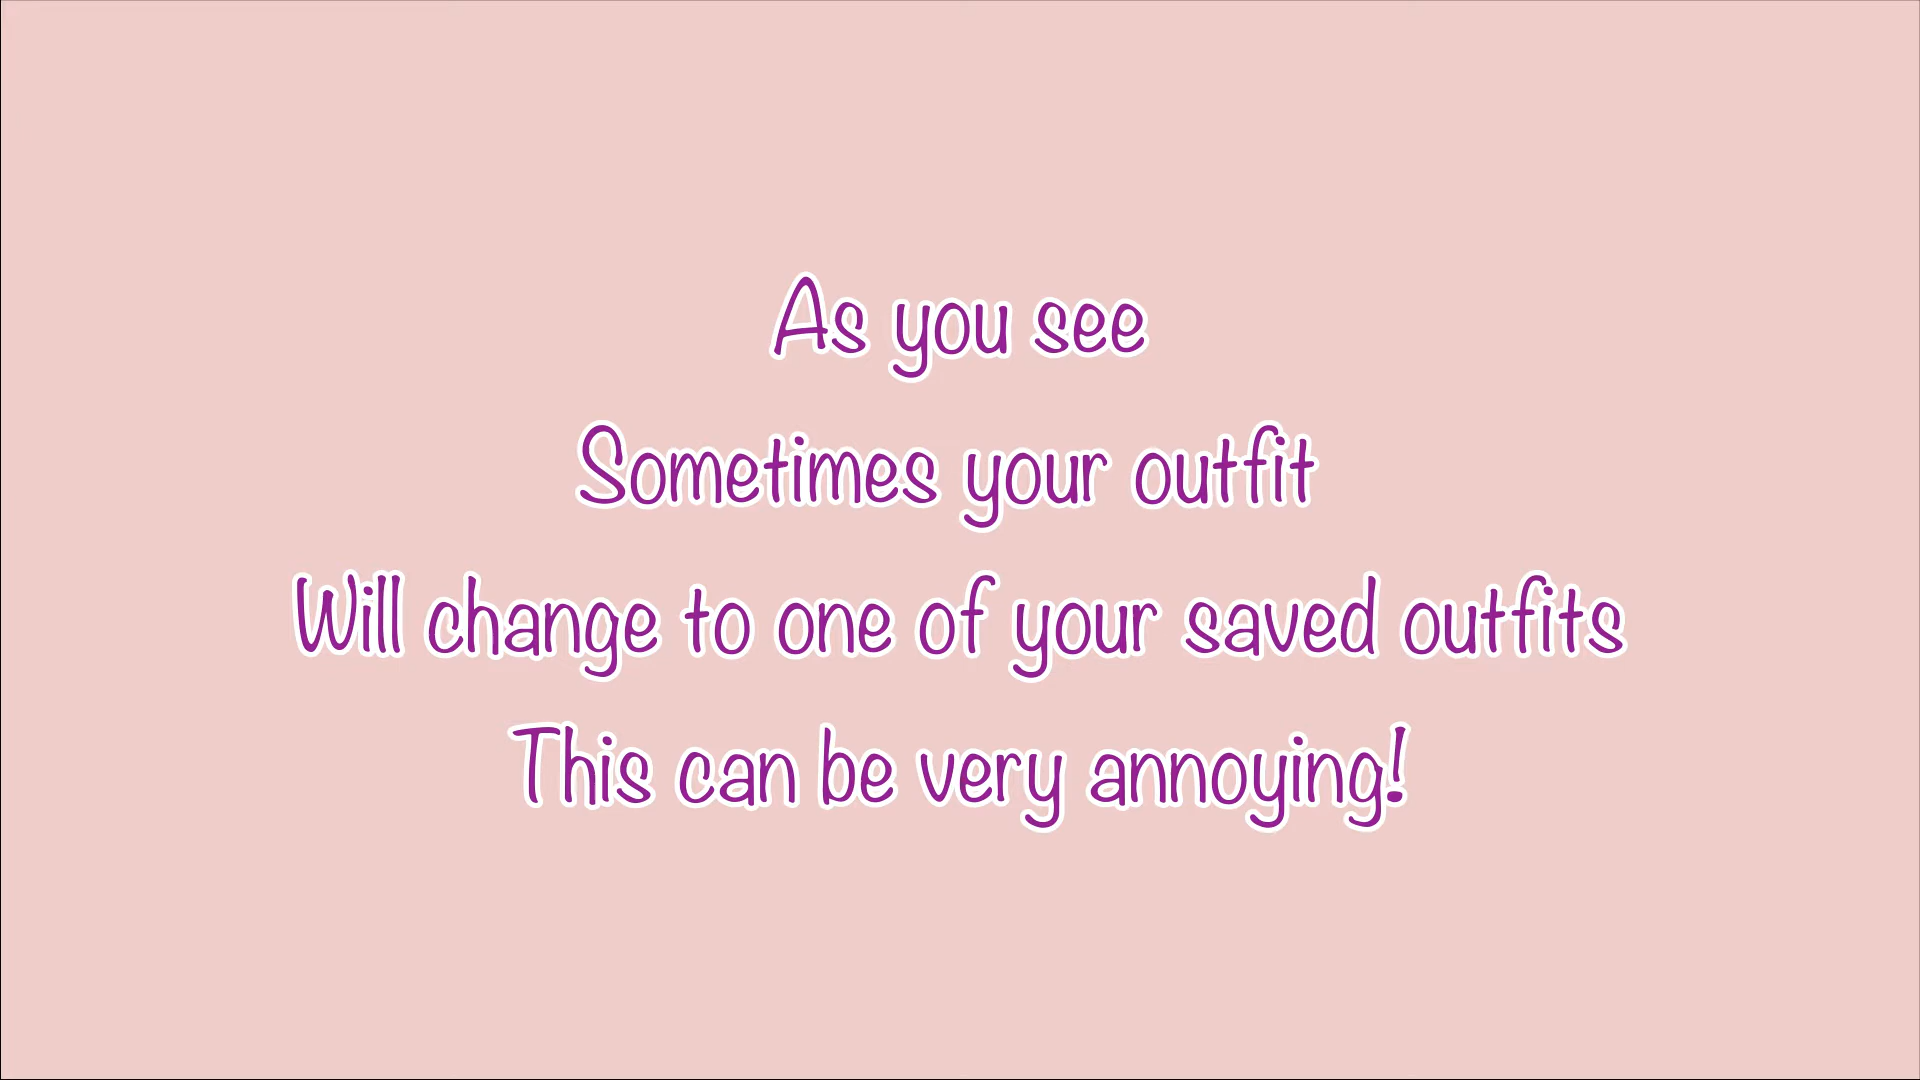 As you see
Sometimes your outfit
Will change to one of your saved outfits
This can be very annoying!